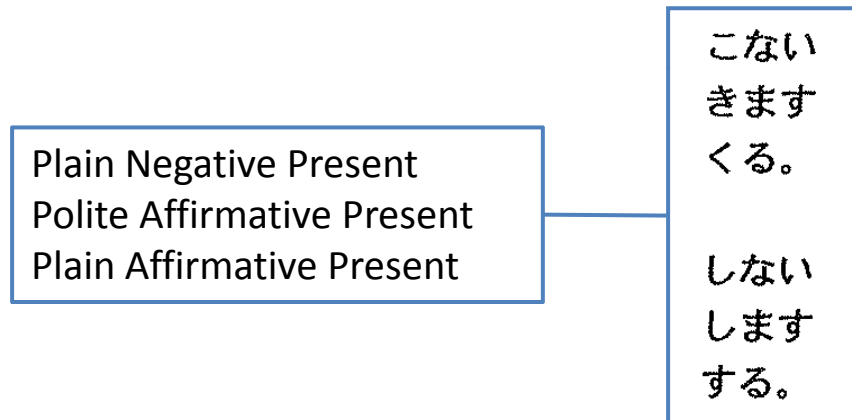 Plain Negative Present
Polite Affirmative Present
Plain Affirmative Present
こない
きます
くる。
しない
します
する。